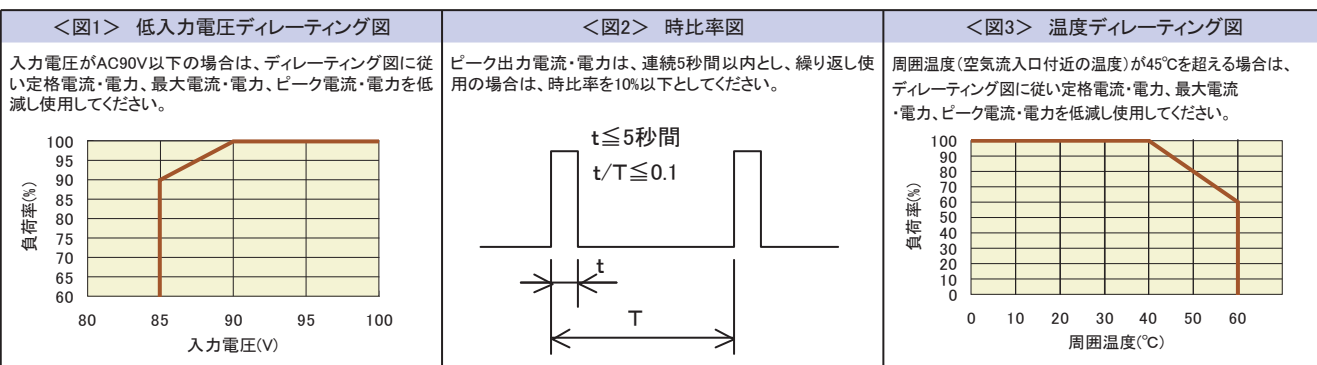 <図1> 低入力電圧ディレーティング図
入力電圧がAC90V以下の場合は、ディレーティング図に従
い定格電流・電力、最大電流・電力、ピーク電流・電力を低
減し使用してください。
100
95
90
85
80
75
70
65
60
負荷率(%)
80 85 90 95 100
入力電圧(V)
<図2> 時比率図
ピーク出力電流・電力は、連続5秒間以内とし、繰り返し使
用の場合は、時比率を10%以下としてください。
t≦5秒間
t/T≦0.1
t
T
<図3> 温度ディレーティング図
周囲温度(空気流入口付近の温度)が45℃を超える場合は、
ディレーティング図に従い定格電流・電力、最大電流
・電力、ピーク電流・電力を低減し使用してください。
100
90
80
70
60
50
40
30
20
10
0
負荷率(%)
0 10 20 30 40 50 60
周囲温度(℃)